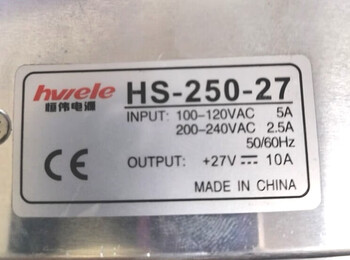 hwele HS-250-27
恒伟电源
INPUT: 100-120VAC 5A
200-240VAC 2.5A
50/60Hz
OUTPUT: +27V⎓ 10A
CE
MADE IN CHINA